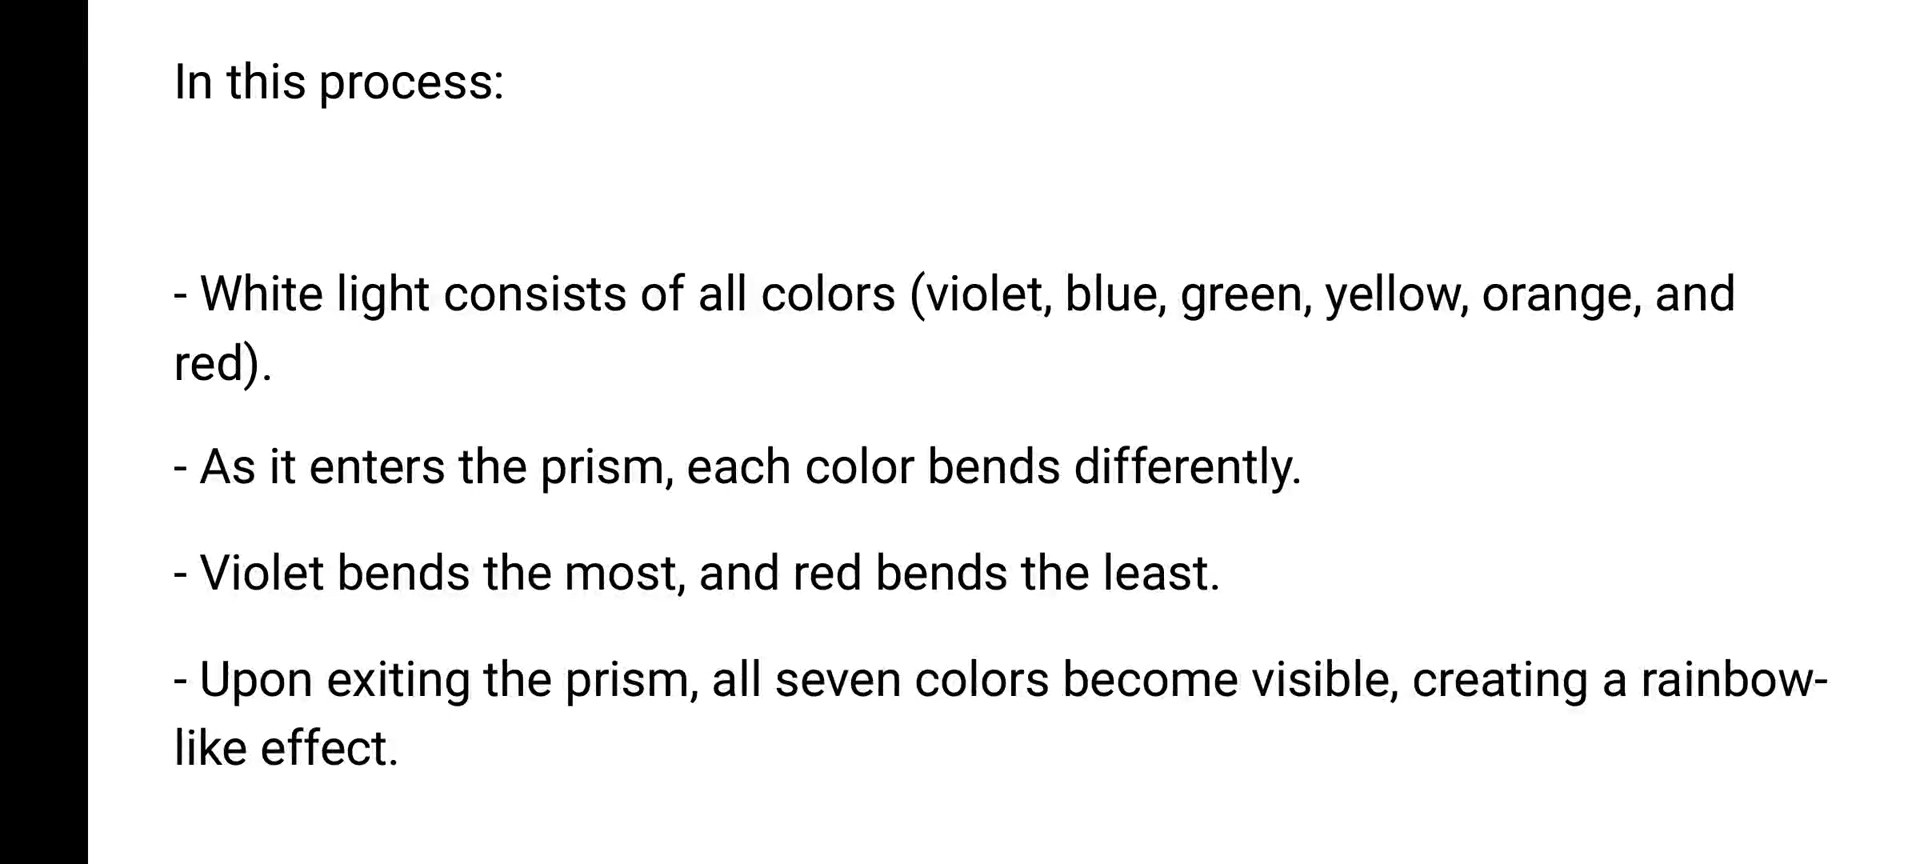 In this process:
- White light consists of all colors (violet, blue, green, yellow, orange, and
red).
- As it enters the prism, each color bends differently.
- Violet bends the most, and red bends the least.
- Upon exiting the prism, all seven colors become visible, creating a rainbow-
like effect.